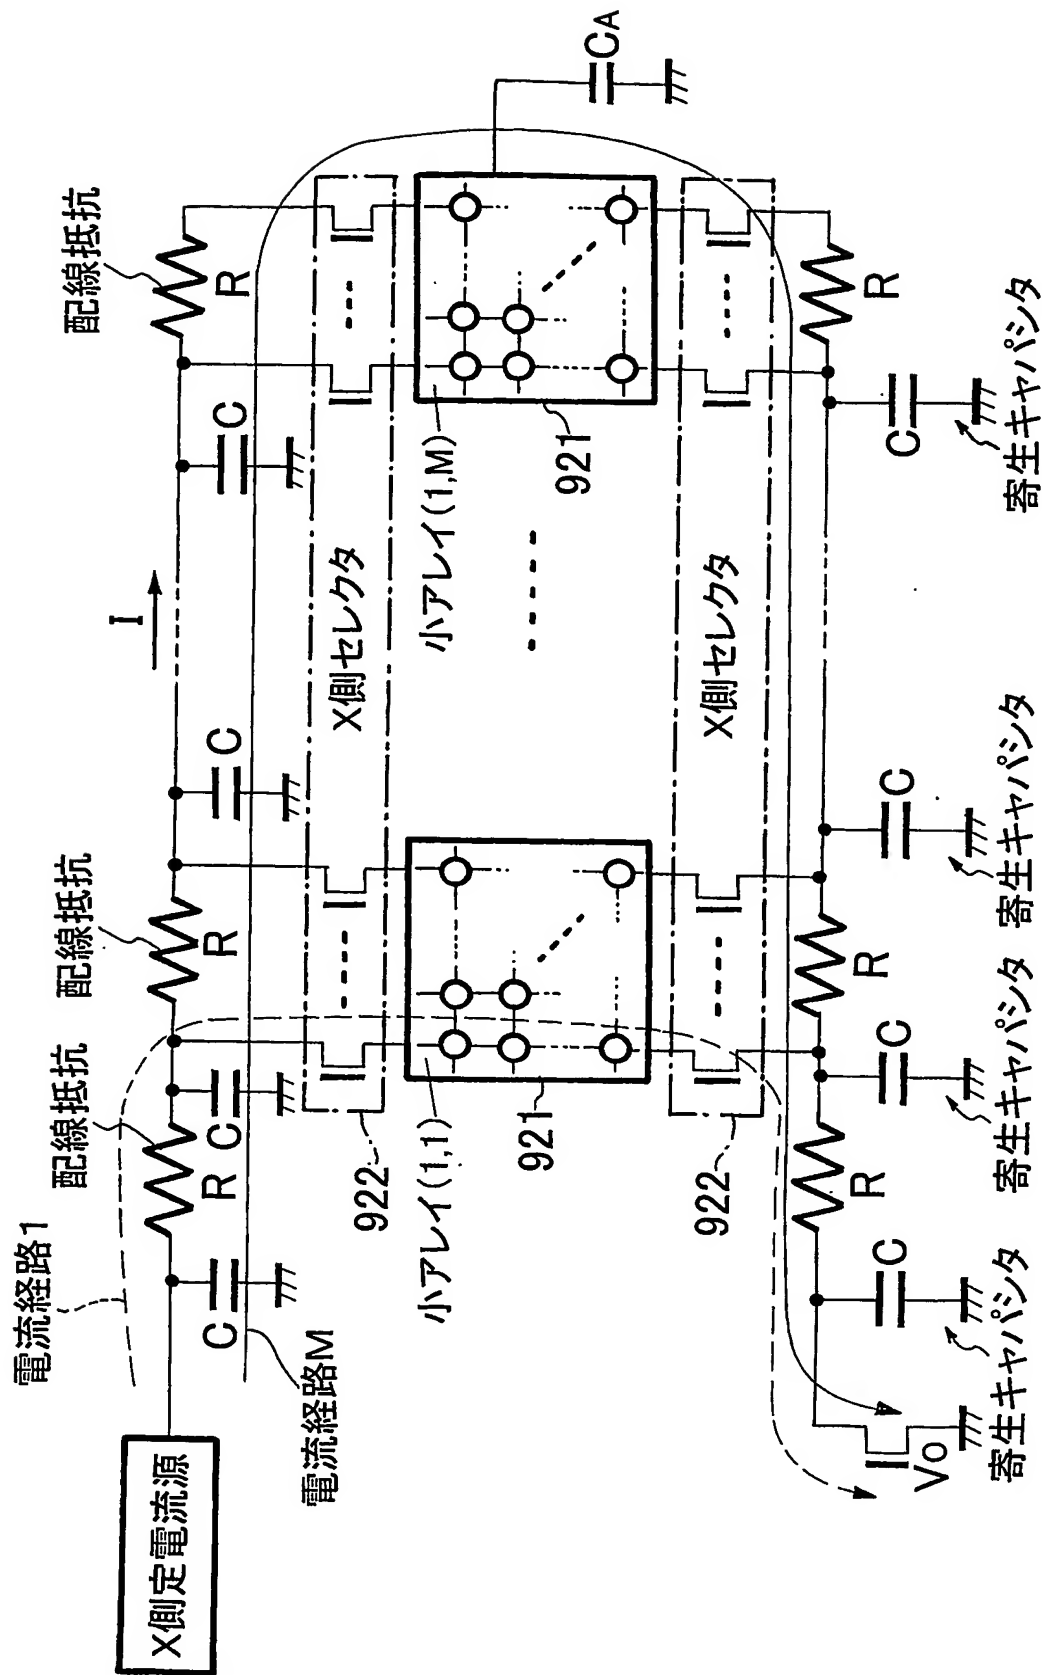 配線抵抗
配線抵抗
配線抵抗
電流経路1
I
R
R
R
C
C
C
C
CA
X側定電流源
電流経路M
X側セレクタ
922
小アレイ(1,1)
921
小アレイ(1,M)
921
X側セレクタ
922
R
R
R
C
C
C
C
Vo
寄生キャパシタ
寄生キャパシタ
寄生キャパシタ
寄生キャパシタ